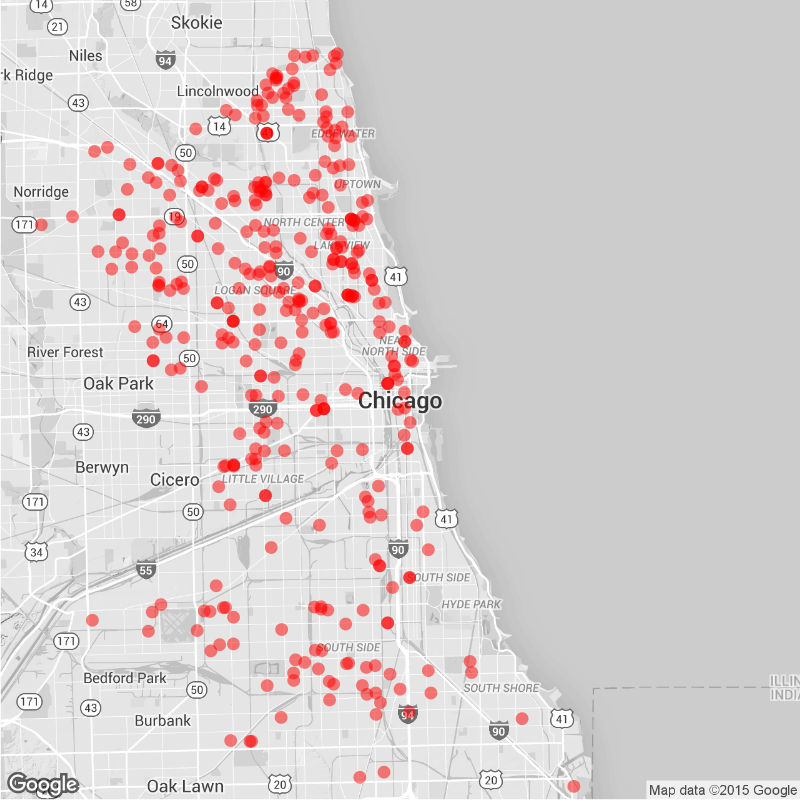 14
58
Skokie
21
Niles
94
rk Ridge
Lincolnwood
43
14
EDGEWATER
50
UPTOWN
Norridge
171
19
NORTH CENTER
LAKEVIEW
50
90
41
LOGAN SQUARE
43
64
NEAR
NORTH SIDE
River Forest
50
Oak Park
Chicago
290
290
43
Berwyn
Cicero
LITTLE VILLAGE
171
50
41
34
90
55
SOUTH SIDE
HYDE PARK
171
SOUTH SIDE
Bedford Park
50
SOUTH SHORE
ILLIN
INDIA
171
43
Burbank
94
90
41
Google
Oak Lawn
20
20
Map data ©2015 Google